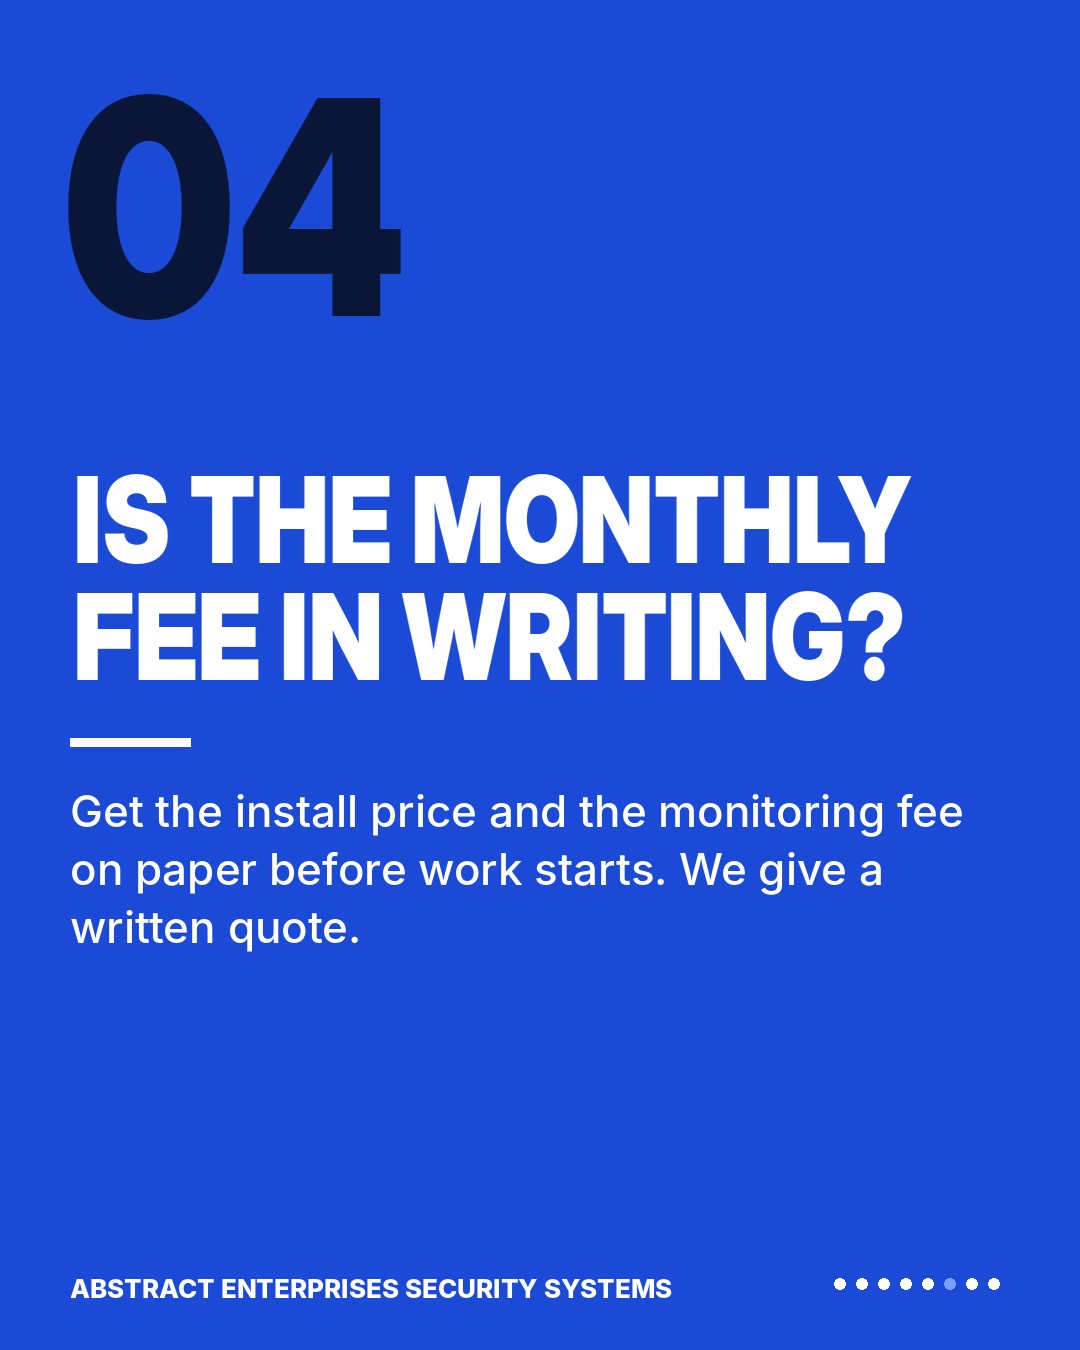 04
IS THE MONTHLY
FEE IN WRITING?
Get the install price and the monitoring fee
on paper before work starts. We give a
written quote.
ABSTRACT ENTERPRISES SECURITY SYSTEMS